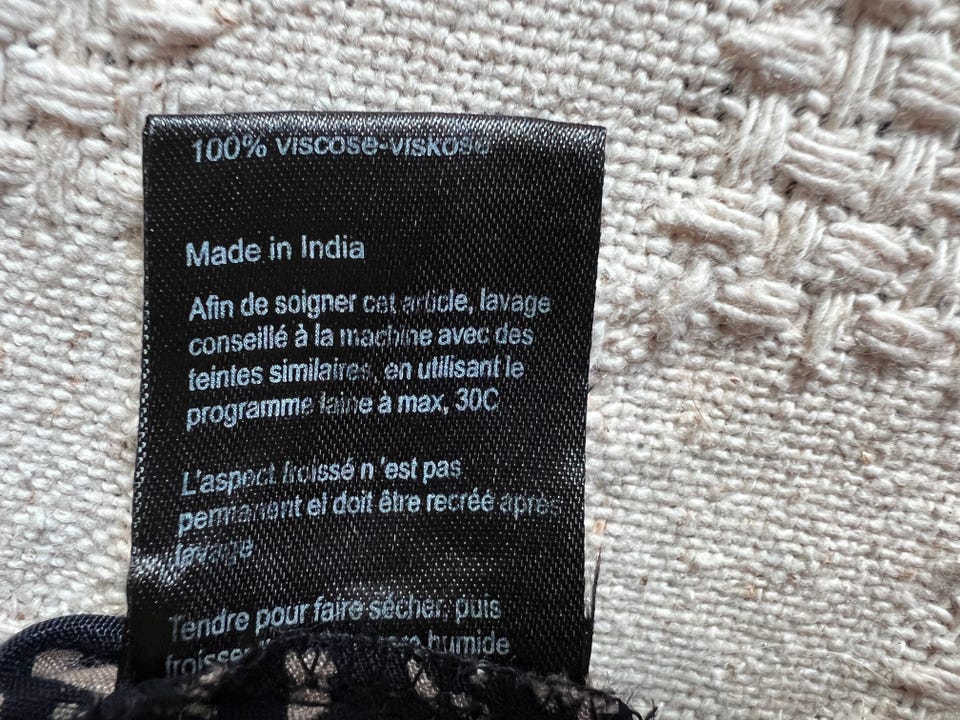 100% viscose-viskose
Made in India
Afin de soigner cet article, lavage
conseillé à la machine avec des
teintes similaires, en utilisant le
programme laine à max, 30C
L'aspect froissé n 'est pas
permanent el doit être recréé après
lavage
Tendre pour faire sécher, puis
froisser humide